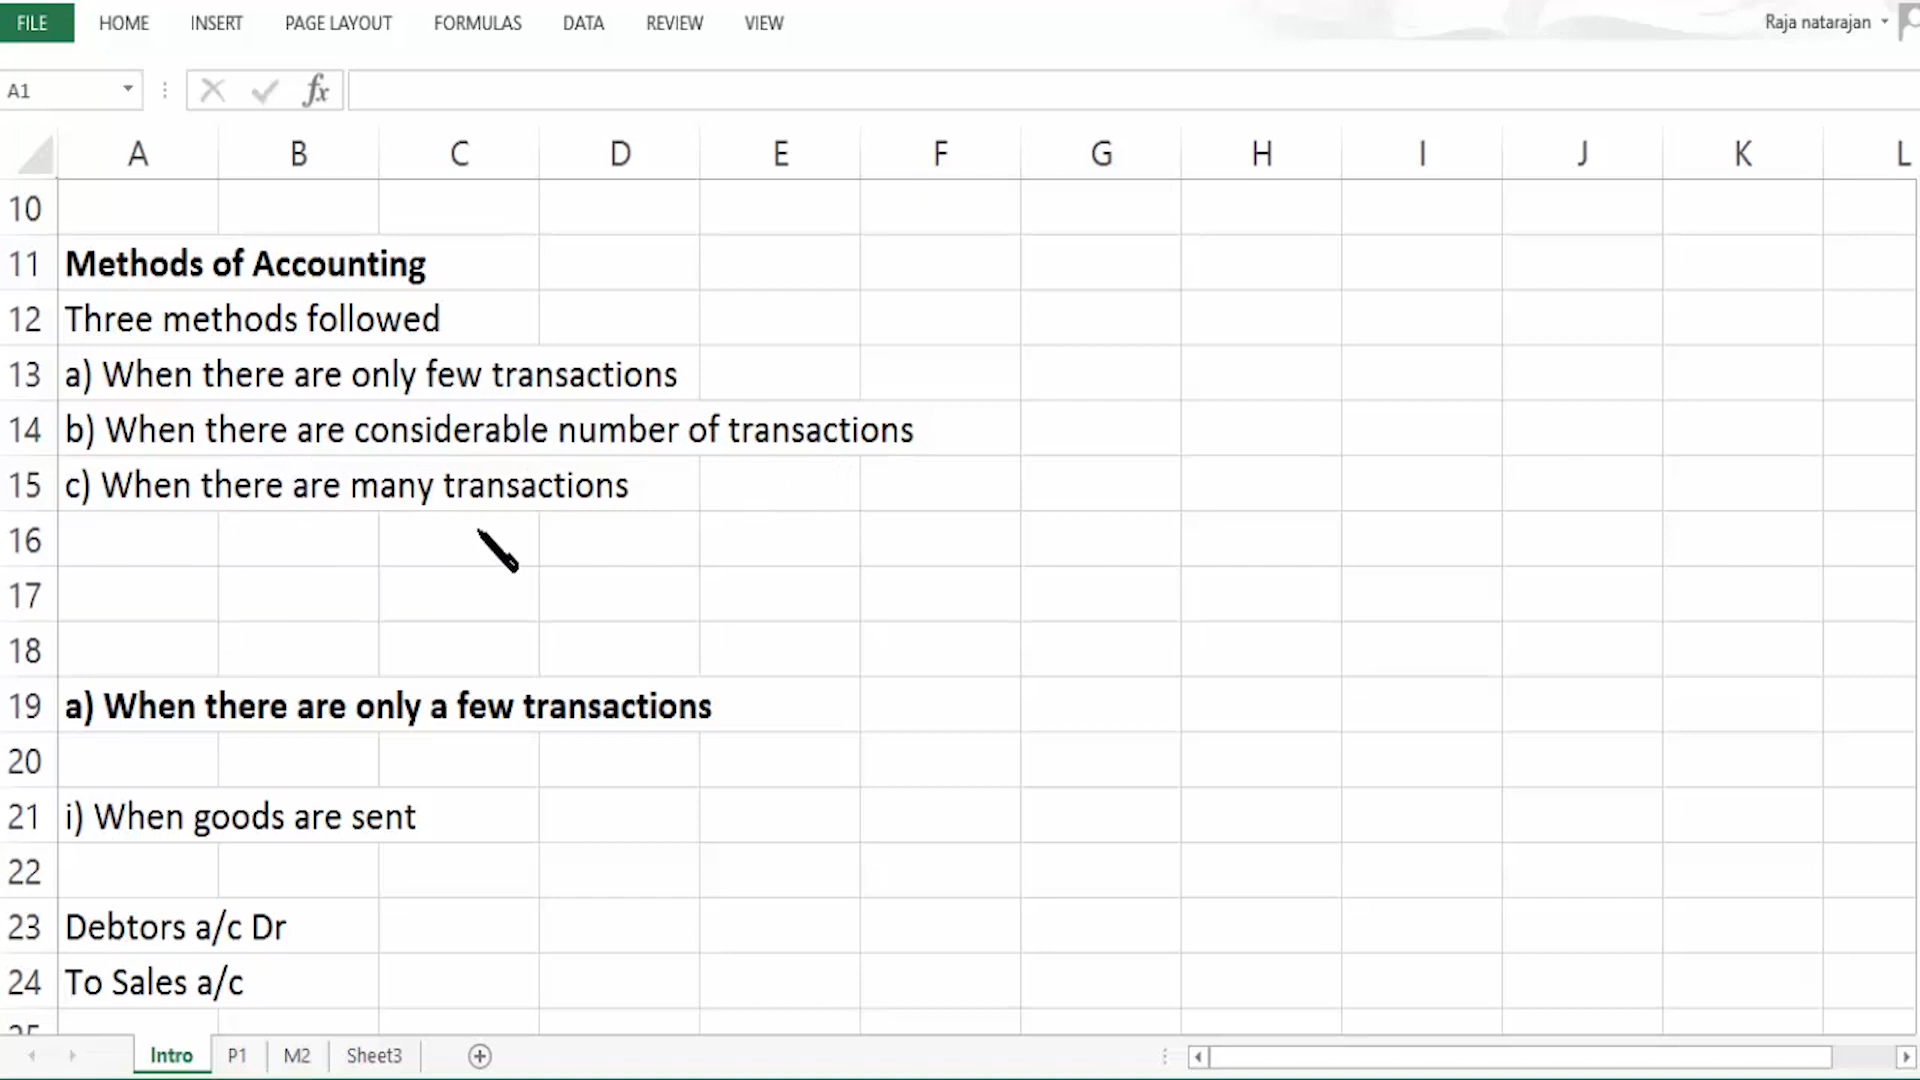 FILE HOME INSERT PAGE LAYOUT FORMULAS DATA REVIEW VIEW Raja natarajan
A1 fx
A B C D E F G H I J K L
10
11 Methods of Accounting
12 Three methods followed
13 a) When there are only few transactions
14 b) When there are considerable number of transactions
15 c) When there are many transactions
16
17
18
19 a) When there are only a few transactions
20
21 i) When goods are sent
22
23 Debtors a/c Dr
24 To Sales a/c
25
Intro P1 M2 Sheet3